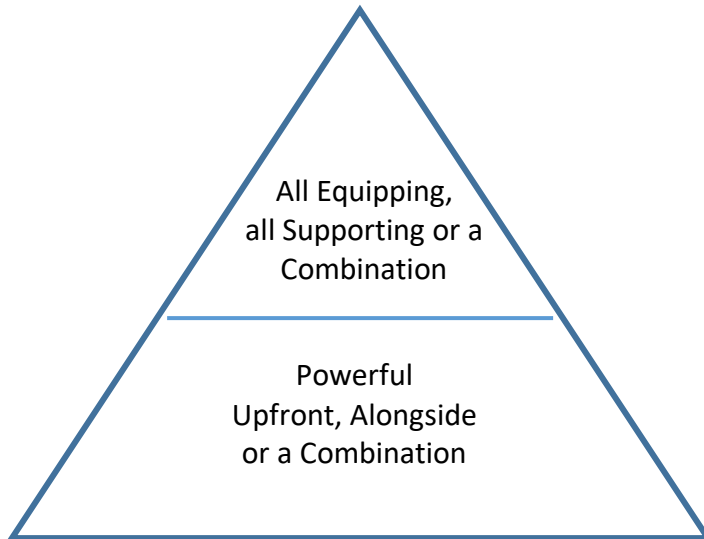 All Equipping,
all Supporting or a
Combination
Powerful
Upfront, Alongside
or a Combination